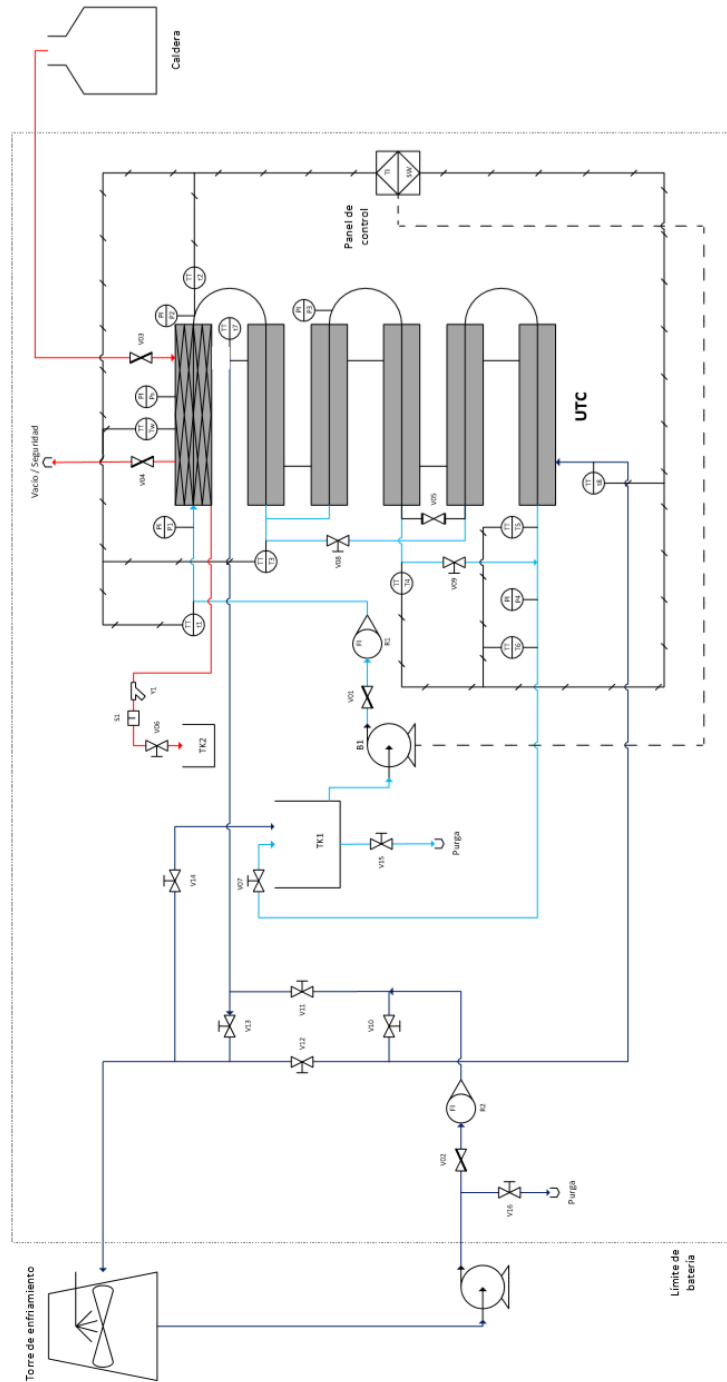 Torre de enfriamiento
Vacío / Seguridad
Caldera
V04
V03
TT
Tw
PI
Ps
PI
P1
PI
P2
TT
t2
TT
t1
S1
Y1
V06
TK2
V14
V07
V13
V12
V11
V10
TT
t7
TT
T3
PI
P3
TK1
V15
Purga
B1
V01
FI
R1
V08
V05
V09
TT
T4
Panel de
control
TI
SW
FI
R2
V02
V16
Purga
TT
T6
PI
P4
TT
T5
UTC
TT
t8
Límite de
batería